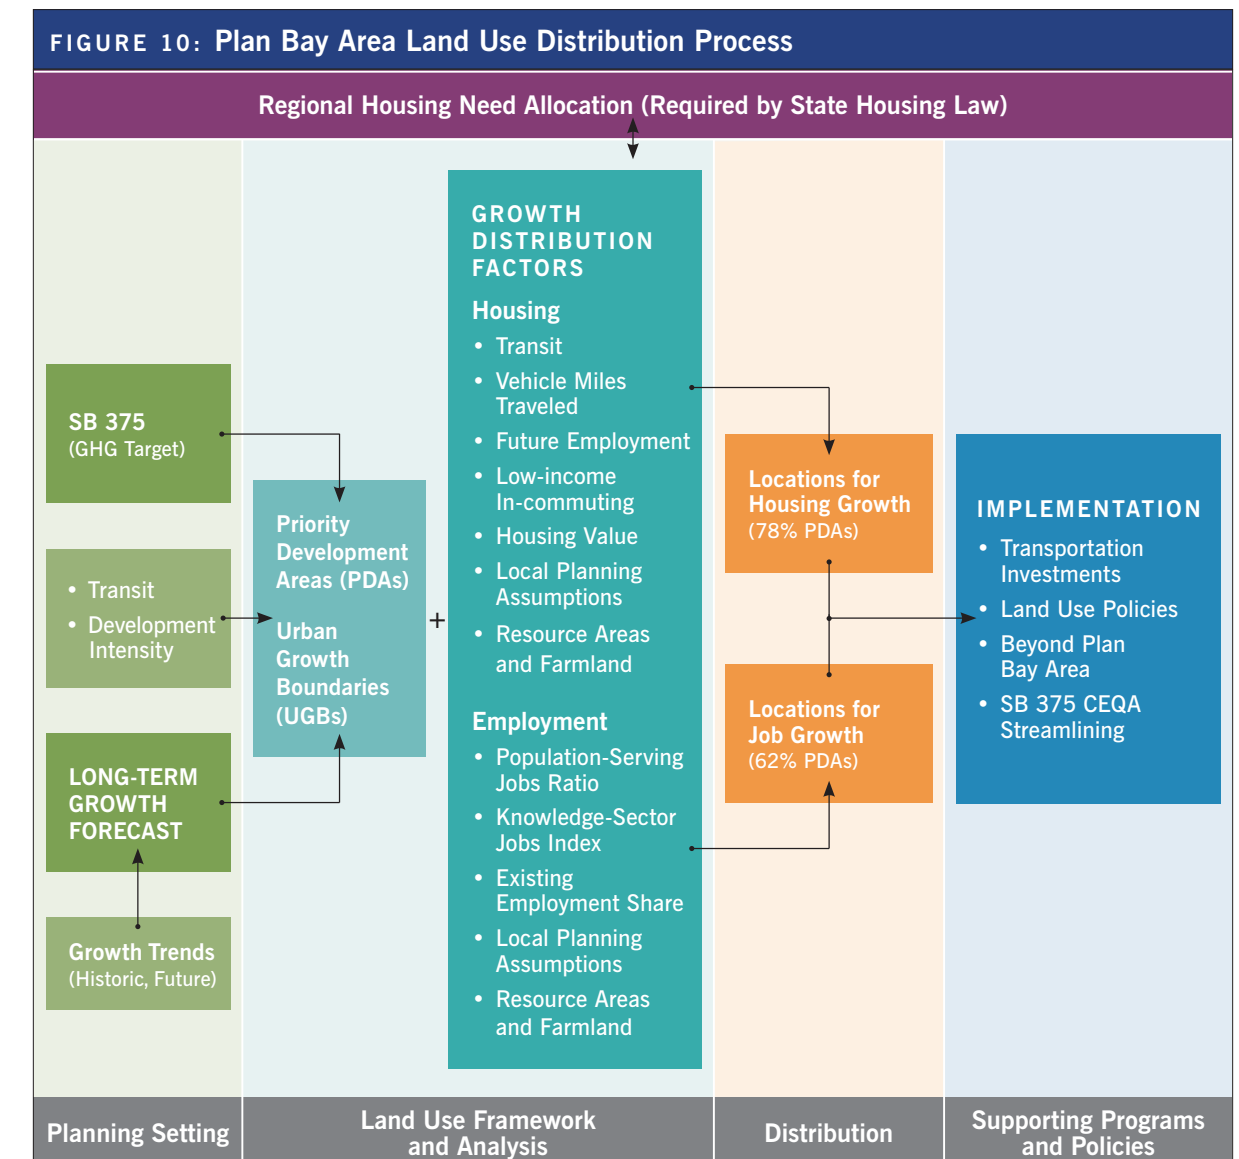 FIGURE 10: Plan Bay Area Land Use Distribution Process
Regional Housing Need Allocation (Required by State Housing Law)
SB 375
(GHG Target)
• Transit
• Development
Intensity
LONG-TERM
GROWTH
FORECAST
Growth Trends
(Historic, Future)
Priority
Development
Areas (PDAs)
Urban
Growth
Boundaries
(UGBs)
+
GROWTH
DISTRIBUTION
FACTORS
Housing
• Transit
• Vehicle Miles
Traveled
• Future Employment
• Low-income
In-commuting
• Housing Value
• Local Planning
Assumptions
• Resource Areas
and Farmland
Employment
• Population-Serving
Jobs Ratio
• Knowledge-Sector
Jobs Index
• Existing
Employment Share
• Local Planning
Assumptions
• Resource Areas
and Farmland
Locations for
Housing Growth
(78% PDAs)
Locations for
Job Growth
(62% PDAs)
IMPLEMENTATION
• Transportation
Investments
• Land Use Policies
• Beyond Plan
Bay Area
• SB 375 CEQA
Streamlining
Planning Setting
Land Use Framework
and Analysis
Distribution
Supporting Programs
and Policies